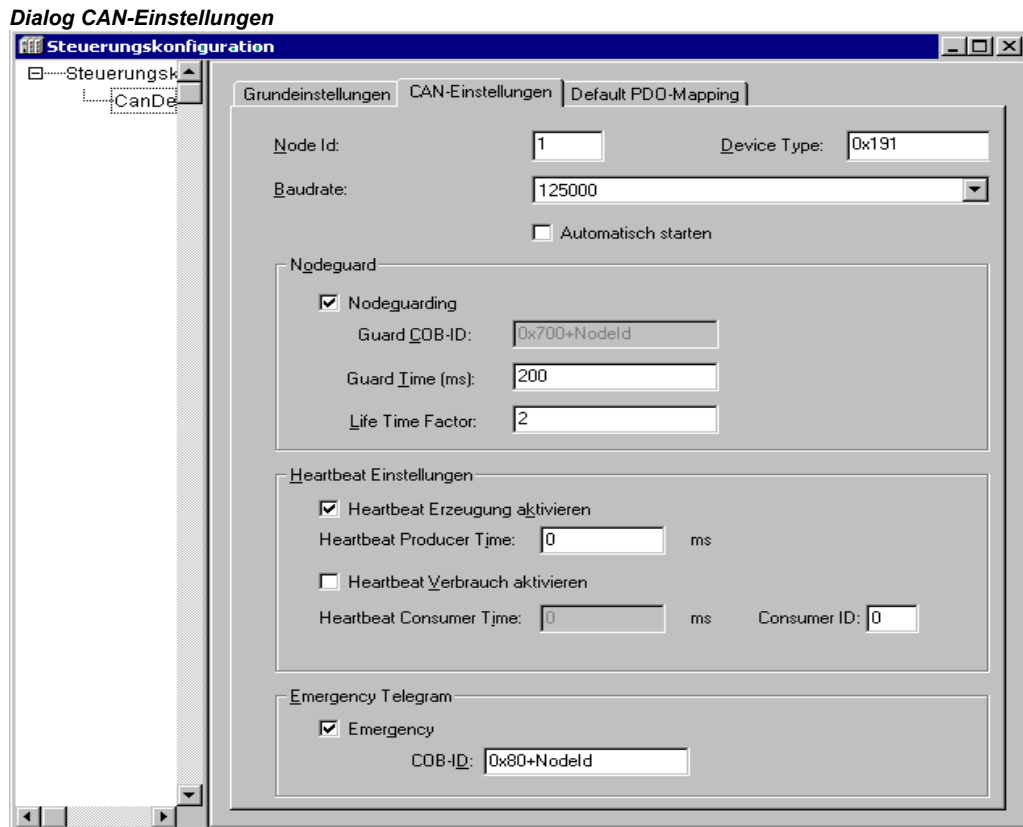 Dialog CAN-Einstellungen
Steuerungskonfiguration
Steuerungsk
CanDe
Grundeinstellungen CAN-Einstellungen Default PDO-Mapping
Node Id: 1 Device Type: 0x191
Baudrate: 125000
Automatisch starten
Nodeguard
Nodeguarding
Guard COB-ID: 0x700+NodeId
Guard Time (ms): 200
Life Time Factor: 2
Heartbeat Einstellungen
Heartbeat Erzeugung aktivieren
Heartbeat Producer Time: 0 ms
Heartbeat Verbrauch aktivieren
Heartbeat Consumer Time: 0 ms Consumer ID: 0
Emergency Telegram
Emergency
COB-ID: 0x80+NodeId